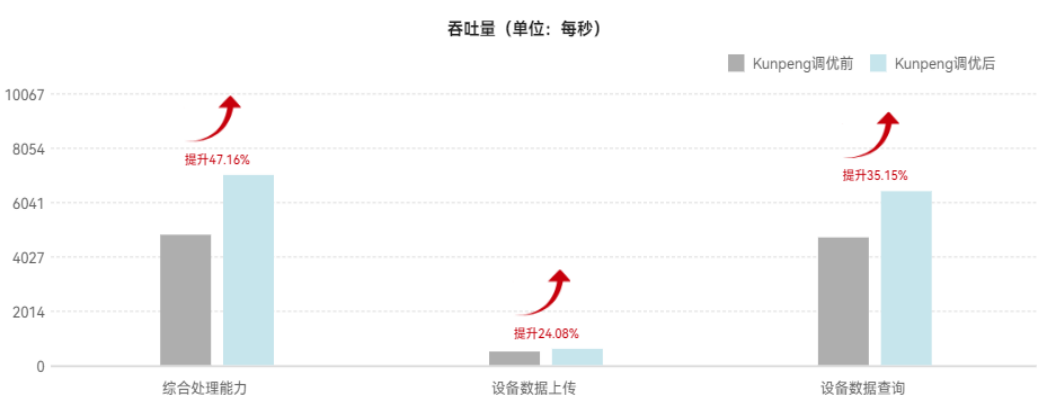 吞吐量（单位：每秒）
Kunpeng调优前
Kunpeng调优后
10067
8054
6041
4027
2014
0
提升47.16%
提升24.08%
提升35.15%
综合处理能力
设备数据上传
设备数据查询